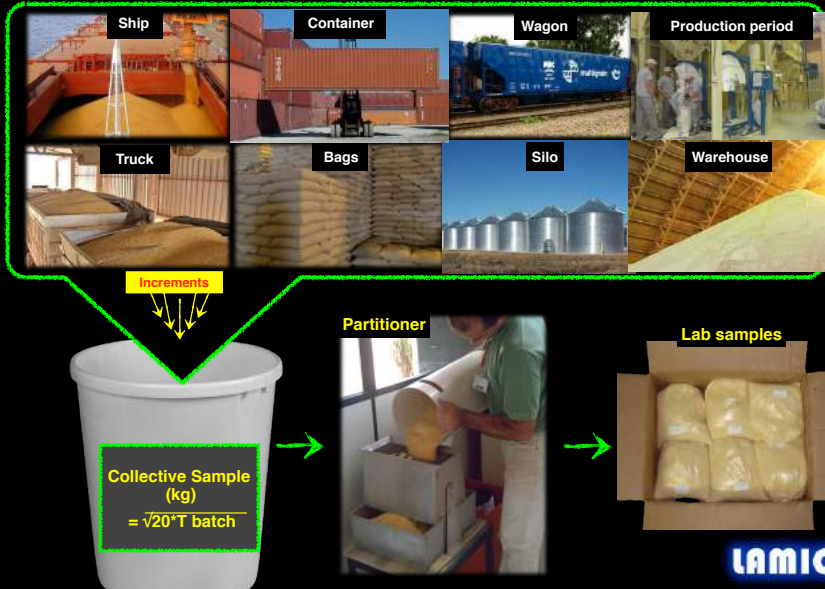 Ship
Container
Wagon
Production period
Truck
Bags
Silo
Warehouse
Increments
Partitioner
Lab samples
Collective Sample
(kg)
= √20*T batch
LAMIC